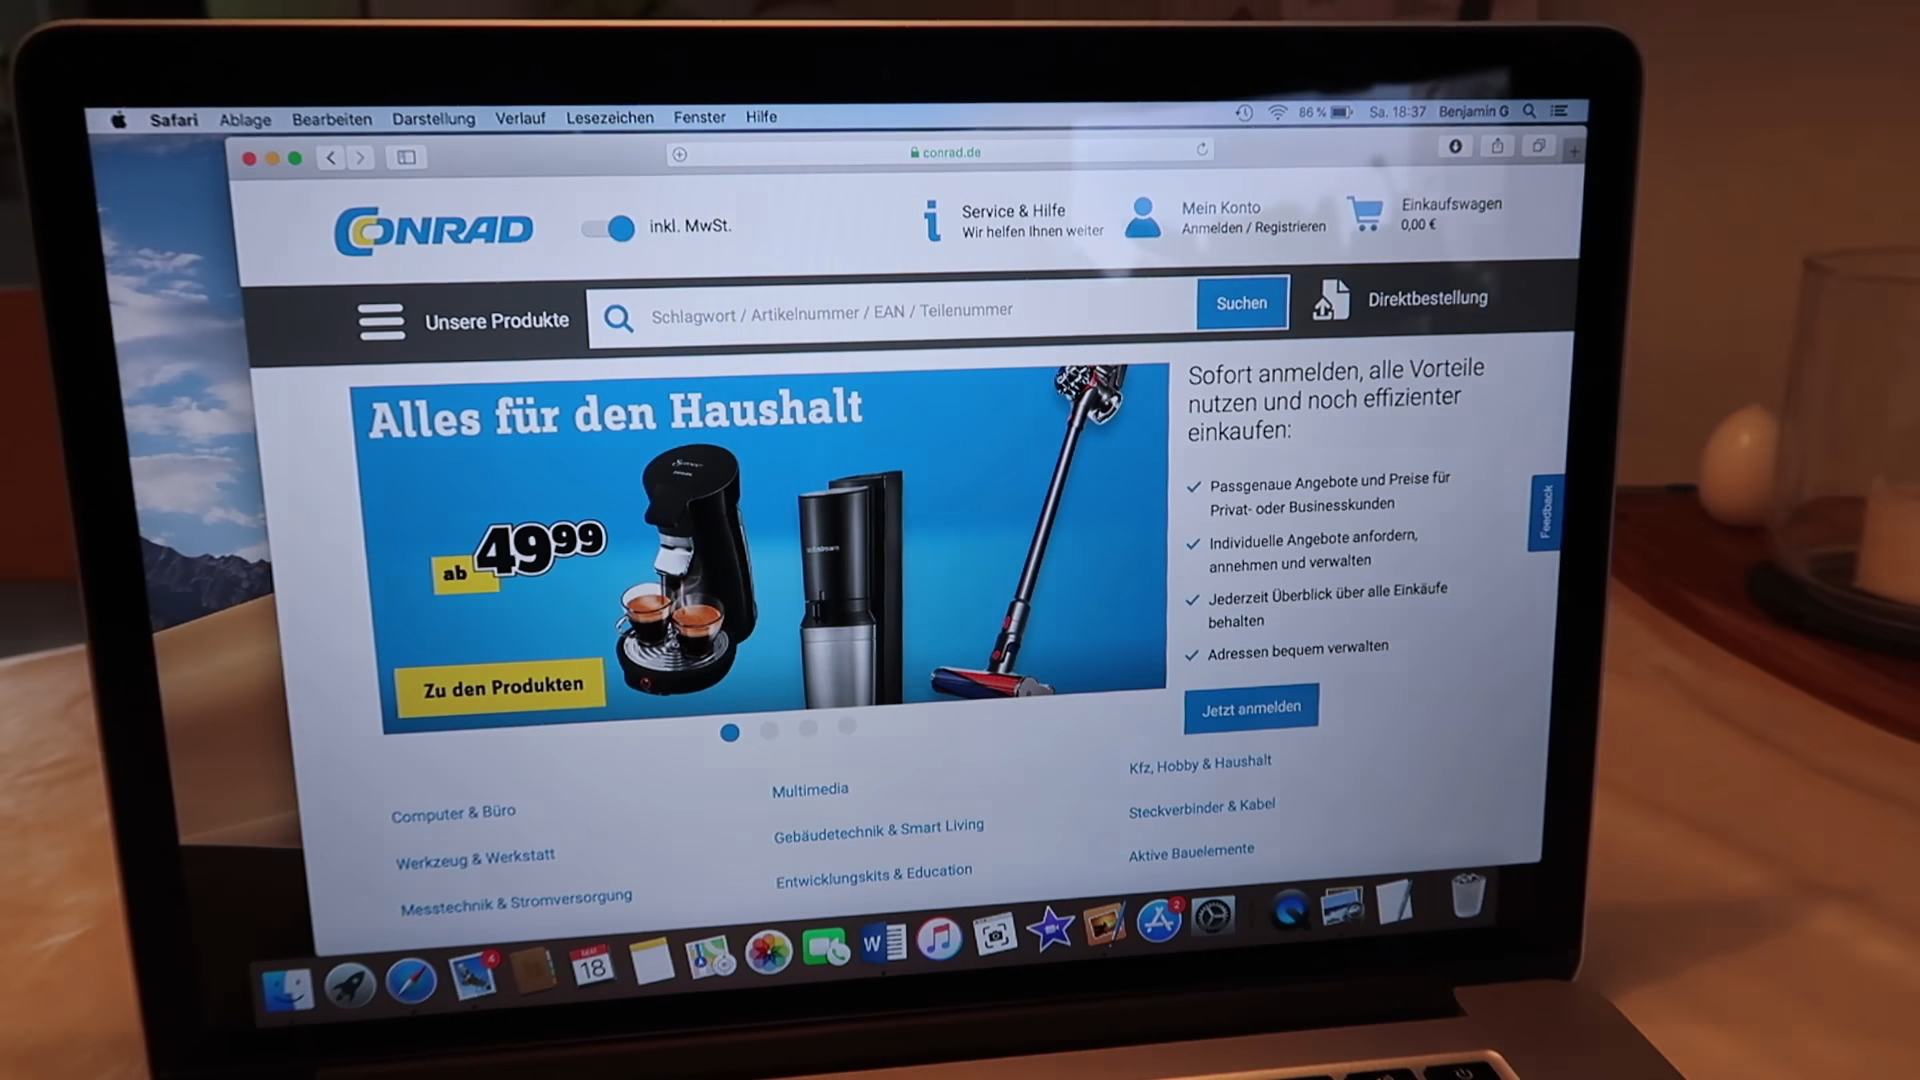 Safari Ablage Bearbeiten Darstellung Verlauf Lesezeichen Fenster Hilfe 86 % Sa. 18:37 Benjamin G
conrad.de
CONRAD
inkl. MwSt.
Service & Hilfe
Wir helfen Ihnen weiter
Mein Konto
Anmelden / Registrieren
Einkaufswagen
0,00 €
Unsere Produkte
Schlagwort / Artikelnummer / EAN / Teilenummer
Suchen
Direktbestellung
Alles für den Haushalt
ab 49⁹⁹
Zu den Produkten
Sofort anmelden, alle Vorteile
nutzen und noch effizienter
einkaufen:
Passgenaue Angebote und Preise für
Privat- oder Businesskunden
Individuelle Angebote anfordern,
annehmen und verwalten
Jederzeit Überblick über alle Einkäufe
behalten
Adressen bequem verwalten
Jetzt anmelden
Feedback
Computer & Büro
Werkzeug & Werkstatt
Messtechnik & Stromversorgung
Multimedia
Gebäudetechnik & Smart Living
Entwicklungskits & Education
Kfz, Hobby & Haushalt
Steckverbinder & Kabel
Aktive Bauelemente
4
18
W
2